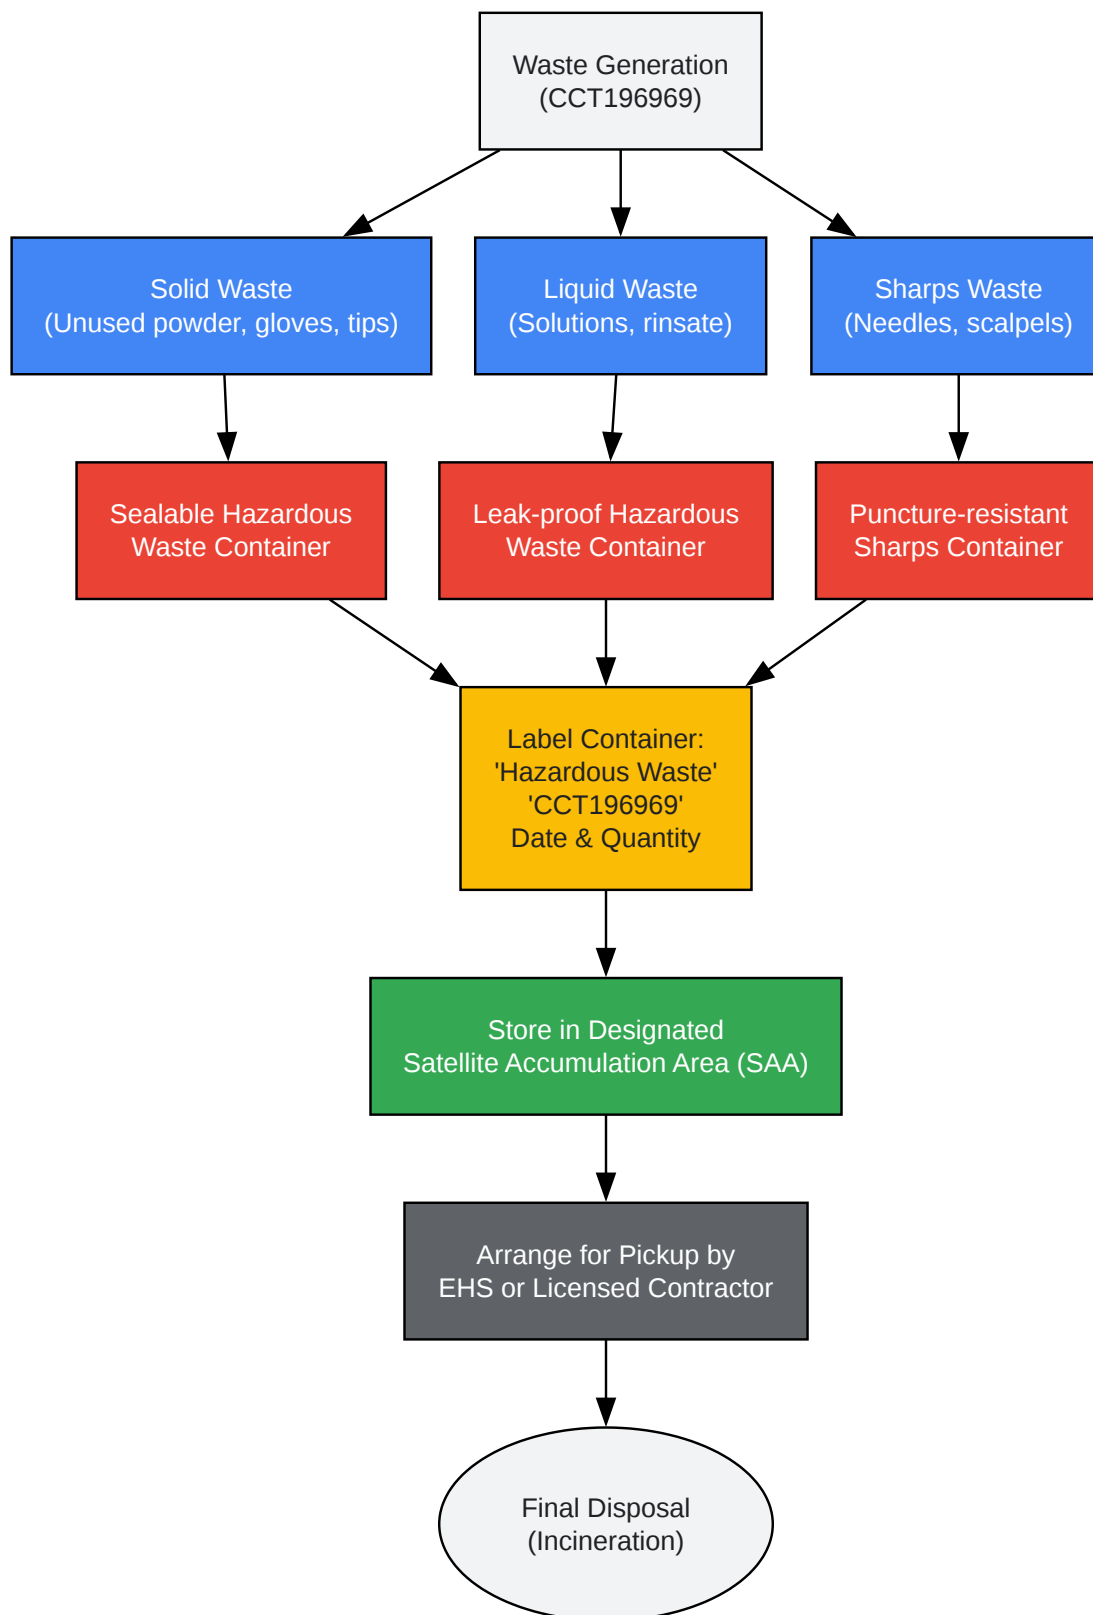 Waste Generation
(CCT196969)
Solid Waste
(Unused powder, gloves, tips)
Liquid Waste
(Solutions, rinsate)
Sharps Waste
(Needles, scalpels)
Sealable Hazardous
Waste Container
Leak-proof Hazardous
Waste Container
Puncture-resistant
Sharps Container
Label Container:
'Hazardous Waste'
'CCT196969'
Date & Quantity
Store in Designated
Satellite Accumulation Area (SAA)
Arrange for Pickup by
EHS or Licensed Contractor
Final Disposal
(Incineration)